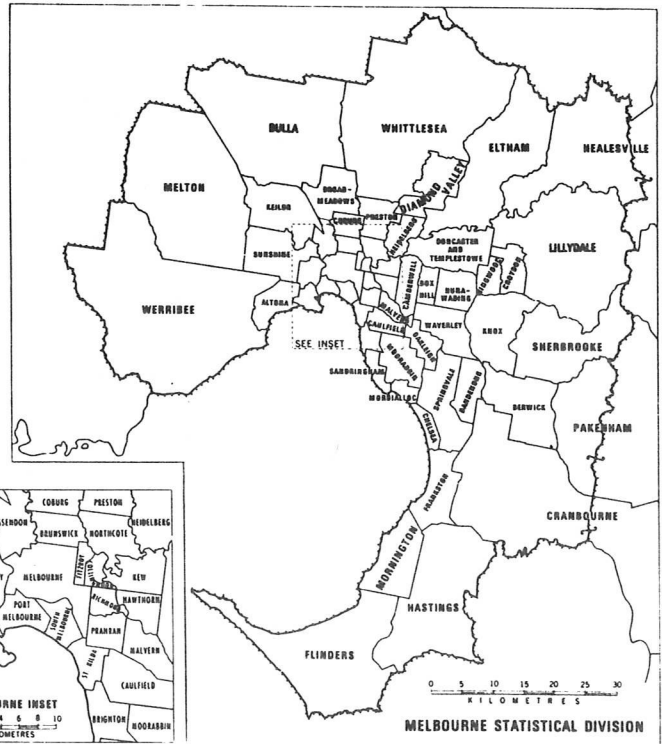 BULLA
WHITTLESEA
ELTHAM
HEALESVILLE
MELTON
DIAMOND VALLEY
BROAD-
MEADOWS
KEILOR
COBURG
PRESTON
HEIDELBERG
DONCASTER
AND
TEMPLESTOWE
LILLYDALE
SUNSHINE
RINGWOOD
CROYDON
CAMBERWELL
BOX
HILL
NUNA-
WADING
WERRIBEE
ALTONA
MALVERN
CAULFIELD
WAVERLEY
KNOX
SHERBROOKE
SEE INSET
OAKLEIGH
MOORABBIN
SANDRINGHAM
SPRINGVALE
DANDENONG
MORDIALLOC
BERWICK
CHELSEA
PAKENHAM
FRANKSTON
CRANBOURNE
MORNINGTON
HASTINGS
FLINDERS
0 5 10 15 20 25 30
KILOMETRES
MELBOURNE STATISTICAL DIVISION
COBURG
PRESTON
SSENDON
HEIDELBERG
BRUNSWICK
NORTHCOTE
Y
MELBOURNE
FITZROY
KEW
RICHMOND
HAWTHORN
PORT
MELBOURNE
SOUTH
MELBOURNE
PRAHRAN
MALVERN
ST KILDA
CAULFIELD
RNE INSET
4 6 8 10
OMETRES
BRIGHTON
MOORABBIN